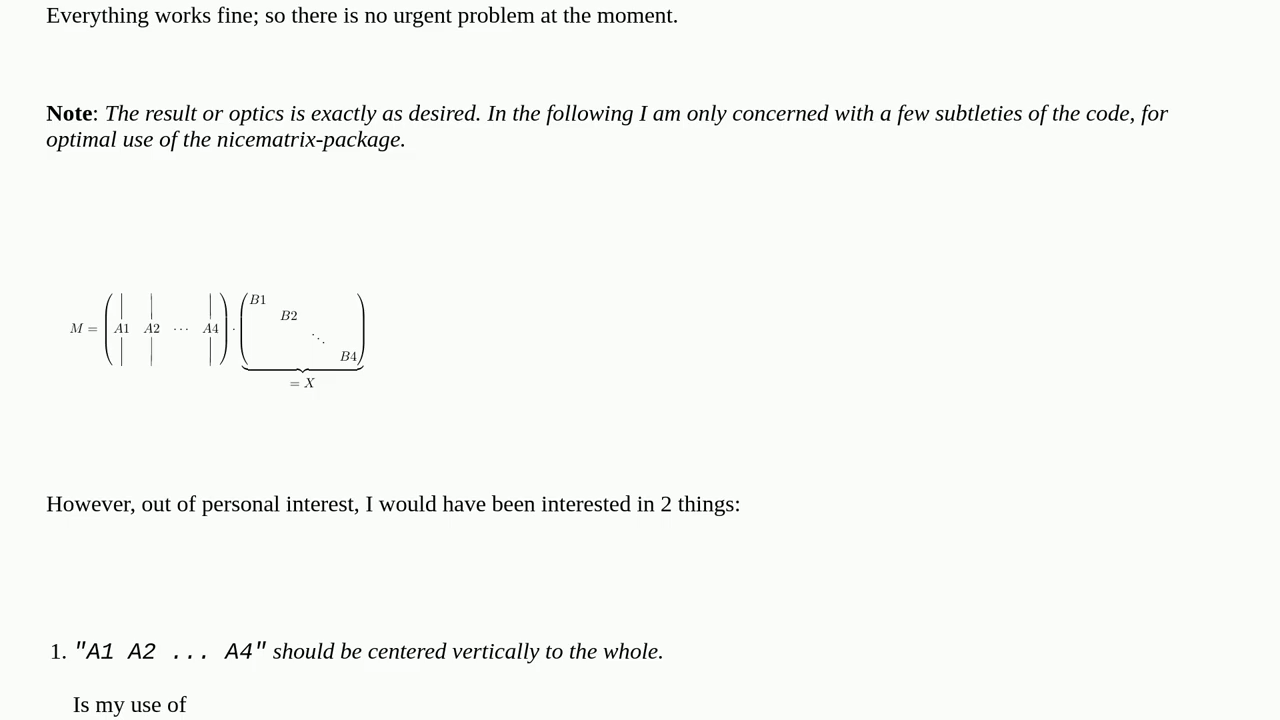 Everything works fine; so there is no urgent problem at the moment.
Note: The result or optics is exactly as desired. In the following I am only concerned with a few subtleties of the code, for
optimal use of the nicematrix-package.
B1
B2
M = ( A1 A2 ⋯ A4 ) · ( ⋱
B4 )
= X
However, out of personal interest, I would have been interested in 2 things:
1. "A1 A2 ... A4" should be centered vertically to the whole.
Is my use of